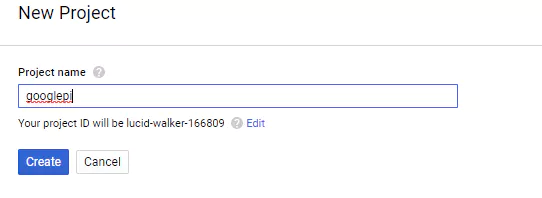 New Project
Project name
googlepi
Your project ID will be lucid-walker-166809 Edit
Create Cancel